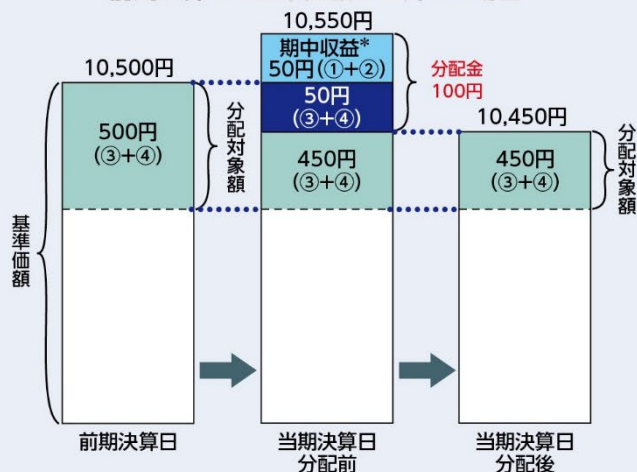 10,550円
10,500円
期中収益*
50円(①+②)
分配金
100円
50円
(③+④)
10,450円
500円
(③+④)
分配対象額
450円
(③+④)
450円
(③+④)
分配対象額
基準価額
前期決算日
当期決算日
分配前
当期決算日
分配後